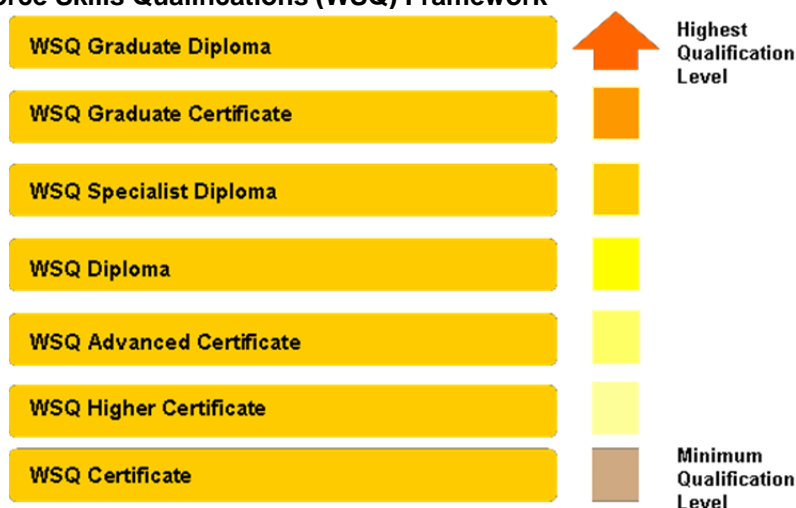 Skills Qualifications (WSQ) Framework
WSQ Graduate Diploma
Highest
Qualification
Level
WSQ Graduate Certificate
WSQ Specialist Diploma
WSQ Diploma
WSQ Advanced Certificate
WSQ Higher Certificate
WSQ Certificate
Minimum
Qualification
Level